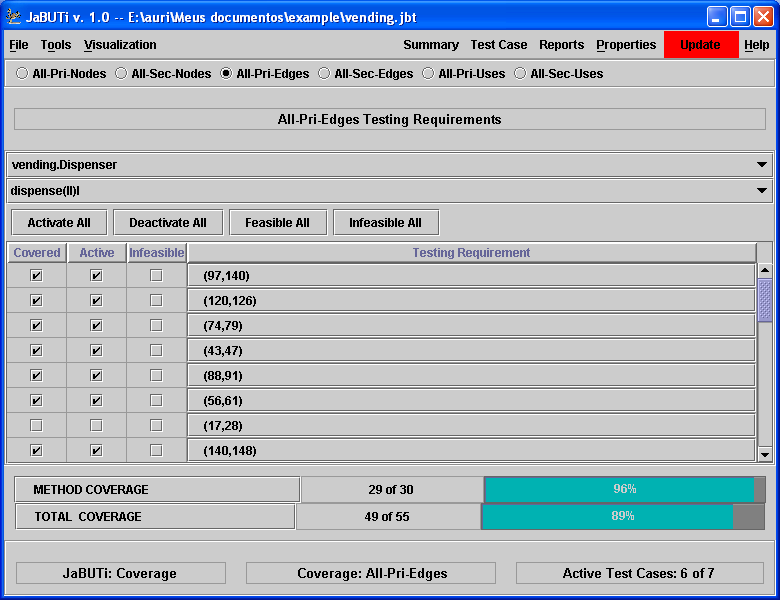 JaBUTi v. 1.0 -- E:\auri\Meus documentos\example\vending.jbt
File Tools Visualization Summary Test Case Reports Properties Update Help
All-Pri-Nodes All-Sec-Nodes All-Pri-Edges All-Sec-Edges All-Pri-Uses All-Sec-Uses
All-Pri-Edges Testing Requirements
vending.Dispenser
dispense(II)I
Activate All Deactivate All Feasible All Infeasible All
Covered Active Infeasible Testing Requirement
(97,140)
(120,126)
(74,79)
(43,47)
(88,91)
(56,61)
(17,28)
(140,148)
METHOD COVERAGE 29 of 30 96%
TOTAL COVERAGE 49 of 55 89%
JaBUTi: Coverage Coverage: All-Pri-Edges Active Test Cases: 6 of 7